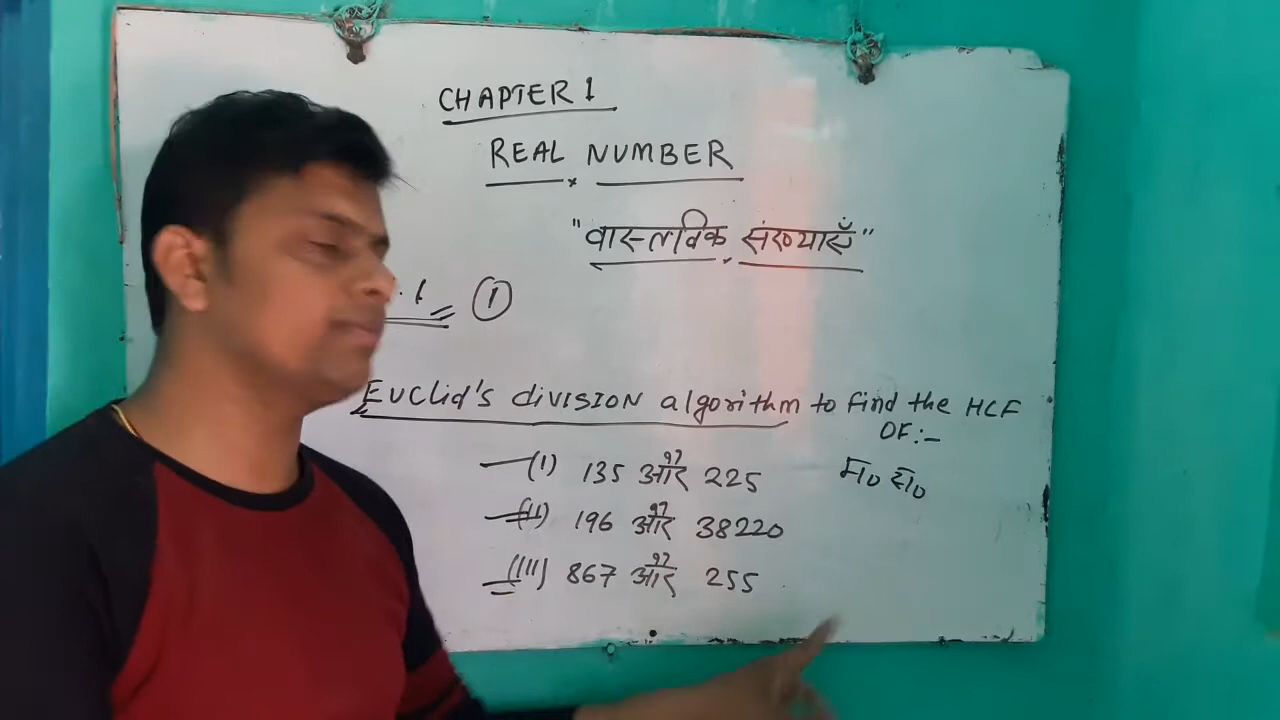 CHAPTER 1
REAL NUMBER
"वास्तविक संख्याएँ"
.1 ①
Euclid's division algorithm to find the HCF
OF:-
(I) 135 और 225 म० स०
(II) 196 और 38220
(III) 867 और 255